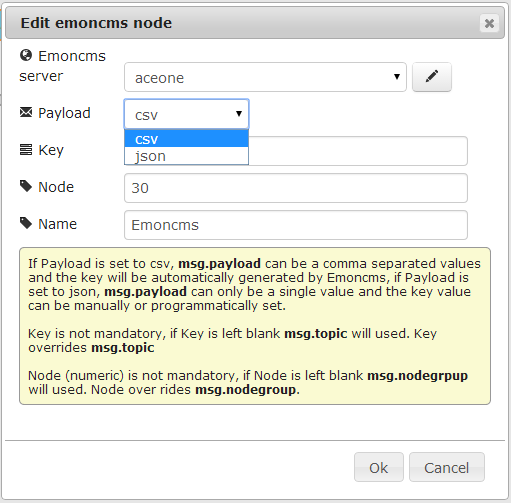 Edit emoncms node
Emoncms
server
aceone
Payload
csv
csv
json
Key
Node
30
Name
Emoncms
If Payload is set to csv, msg.payload can be a comma separated values
and the key will be automatically generated by Emoncms, if Payload is
set to json, msg.payload can only be a single value and the key value
can be manually or programmatically set.
Key is not mandatory, if Key is left blank msg.topic will used. Key
overrides msg.topic
Node (numeric) is not mandatory, if Node is left blank msg.nodegrpup
will used. Node over rides msg.nodegroup.
Ok
Cancel